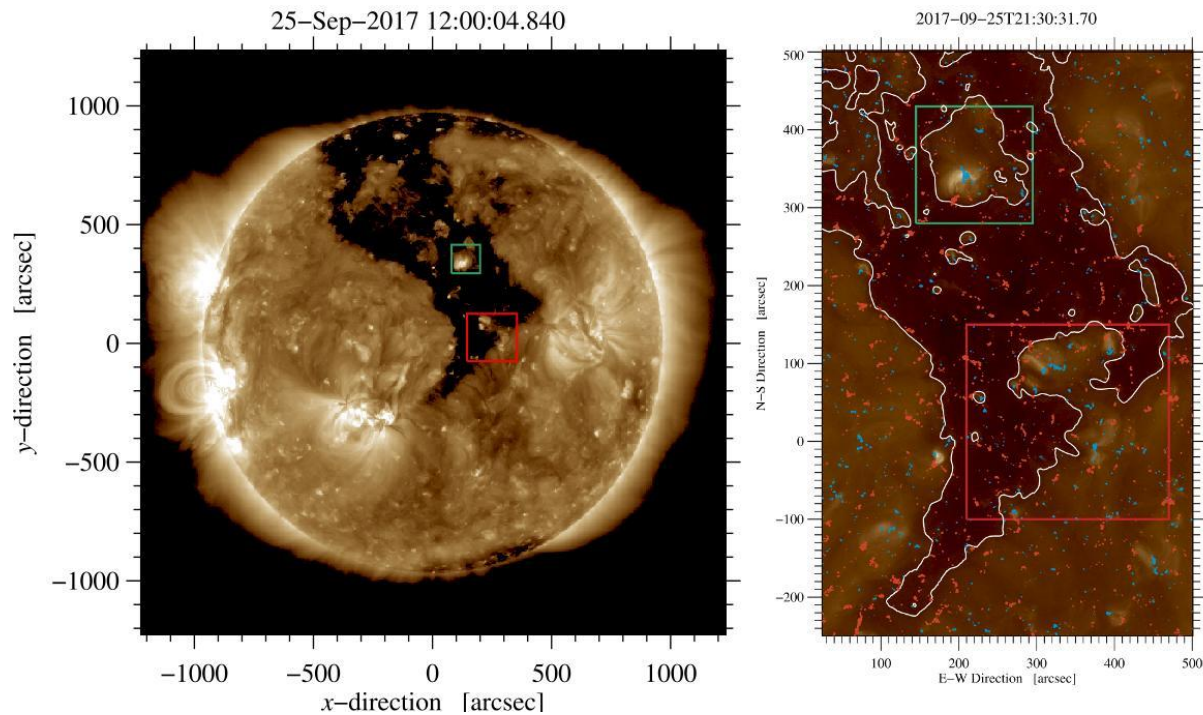 25−Sep−2017 12:00:04.840
1000
500
0
−500
−1000
y−direction [arcsec]
−1000 −500 0 500 1000
x−direction [arcsec]
2017−09−25T21:30:31.70
500
400
300
200
100
0
−100
−200
N−S Direction [arcsec]
100 200 300 400 500
E−W Direction [arcsec]